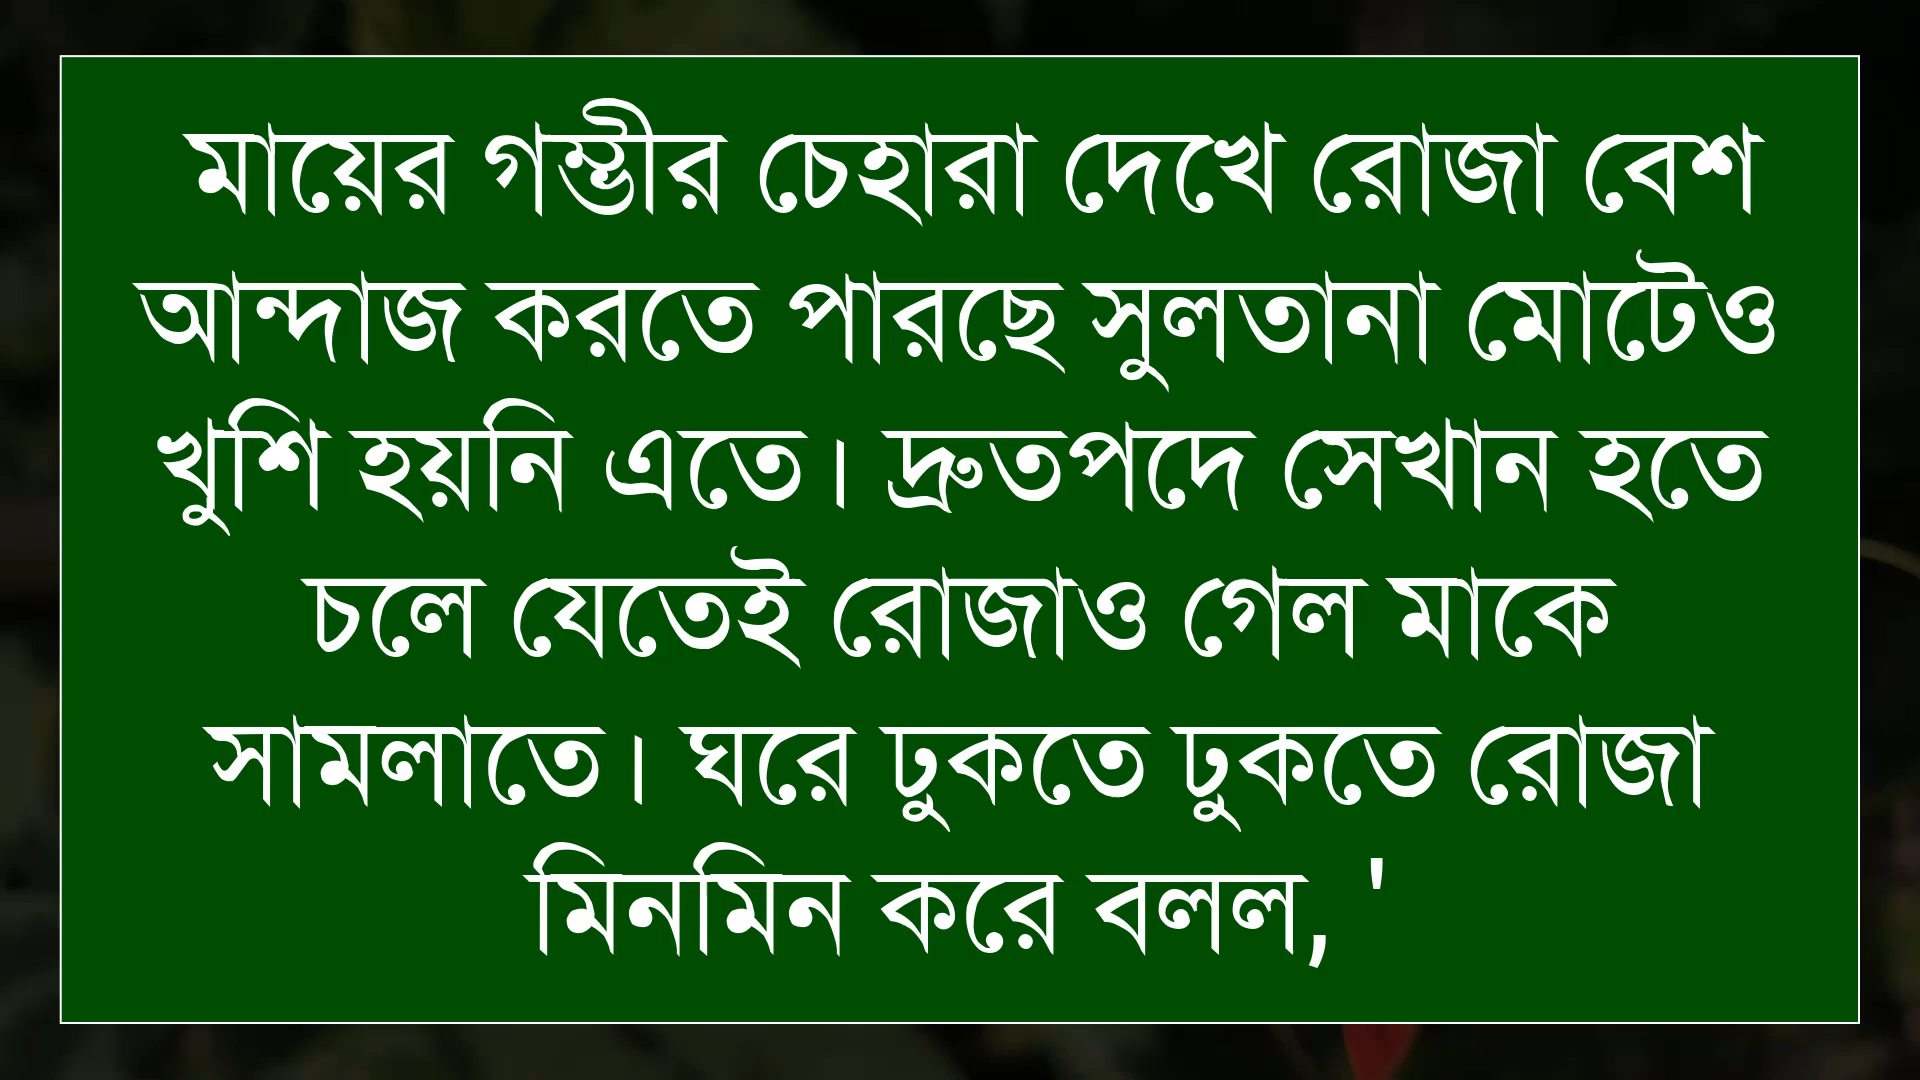 মায়ের গম্ভীর চেহারা দেখে রোজা বেশ
আন্দাজ করতে পারছে সুলতানা মোটেও
খুশি হয়নি এতে। দ্রুতপদে সেখান হতে
চলে যেতেই রোজাও গেল মাকে
সামলাতে। ঘরে ঢুকতে ঢুকতে রোজা
মিনমিন করে বলল, '